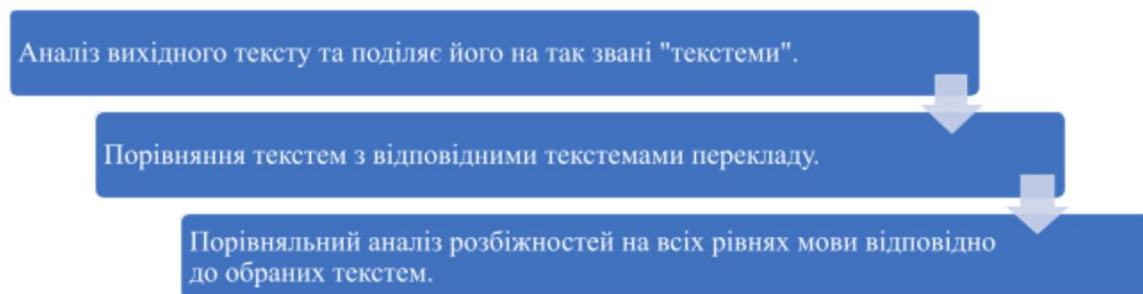 Аналіз вихідного тексту та поділяє його на так звані "текстеми".
Порівняння текстем з відповідними текстемами перекладу.
Порівняльний аналіз розбіжностей на всіх рівнях мови відповідно
до обраних текстем.